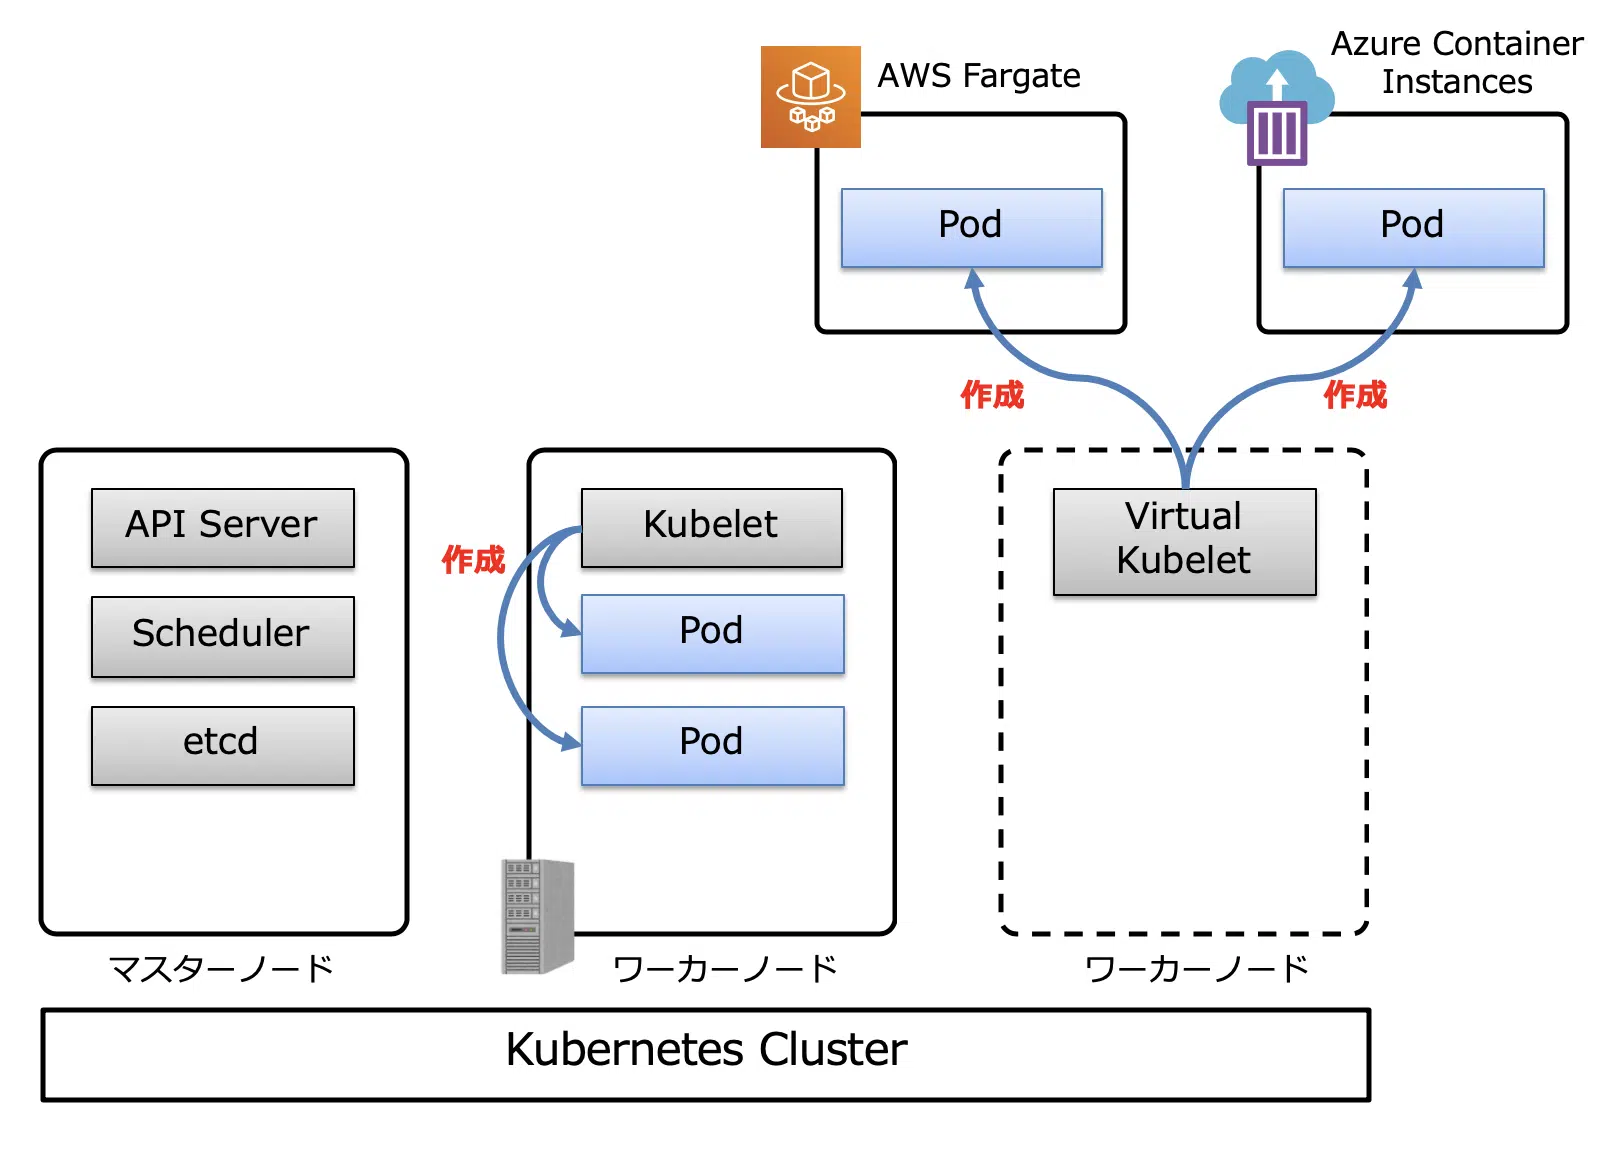 AWS Fargate
Azure Container
Instances
Pod
Pod
作成
作成
API Server
Scheduler
etcd
マスターノード
Kubelet
作成
Pod
Pod
ワーカーノード
Virtual
Kubelet
ワーカーノード
Kubernetes Cluster